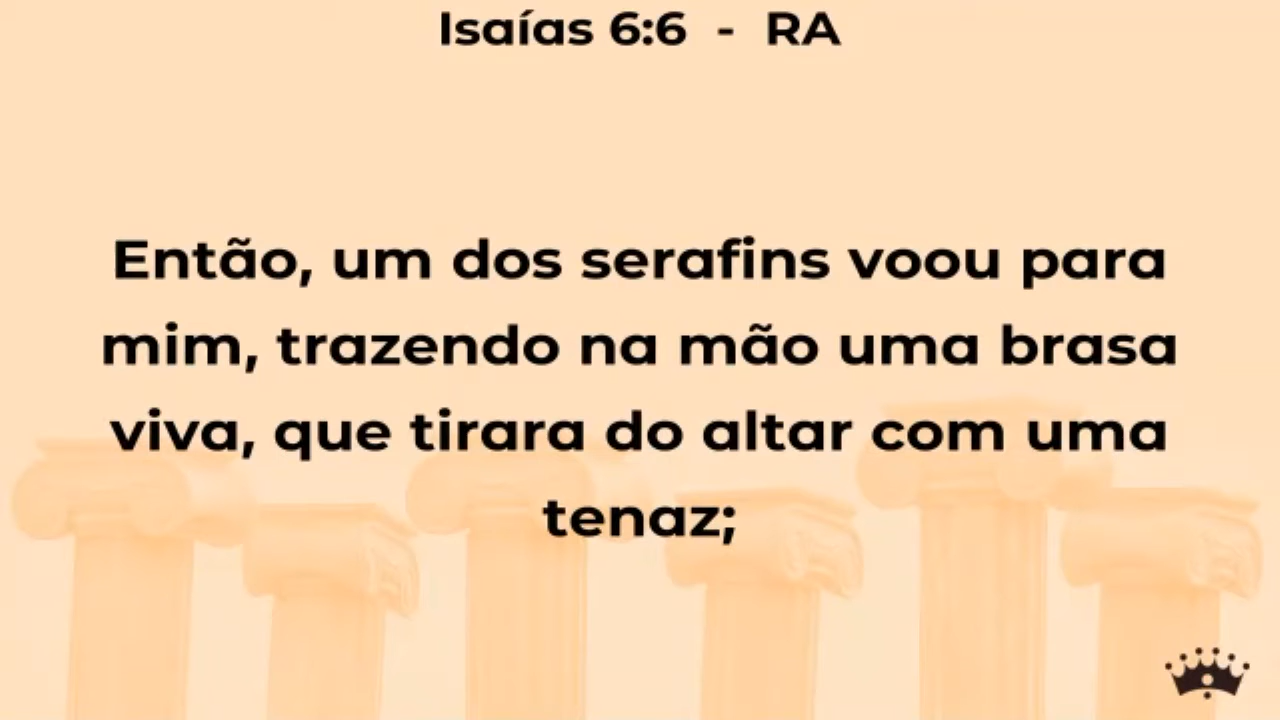 Isaías 6:6 - RA
Então, um dos serafins voou para
mim, trazendo na mão uma brasa
viva, que tirara do altar com uma
tenaz;